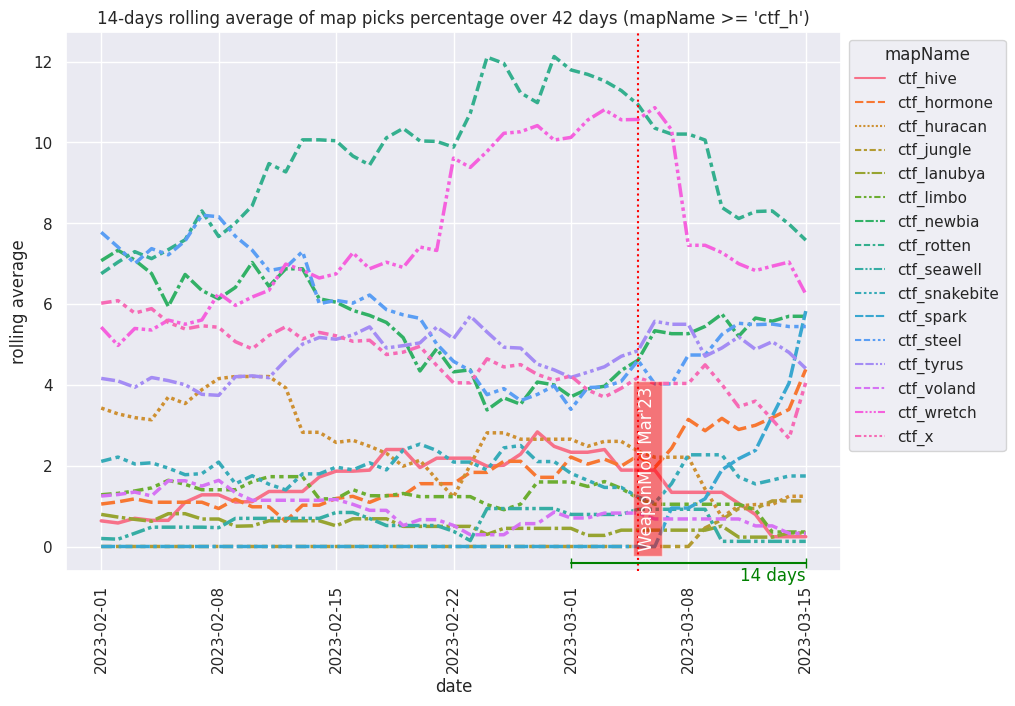 14-days rolling average of map picks percentage over 42 days (mapName >= 'ctf_h')
rolling average
12
10
8
6
4
2
0
WeaponMod Mar'23
14 days
2023-02-01
2023-02-08
2023-02-15
2023-02-22
2023-03-01
2023-03-08
2023-03-15
date
mapName
ctf_hive
ctf_hormone
ctf_huracan
ctf_jungle
ctf_lanubya
ctf_limbo
ctf_newbia
ctf_rotten
ctf_seawell
ctf_snakebite
ctf_spark
ctf_steel
ctf_tyrus
ctf_voland
ctf_wretch
ctf_x